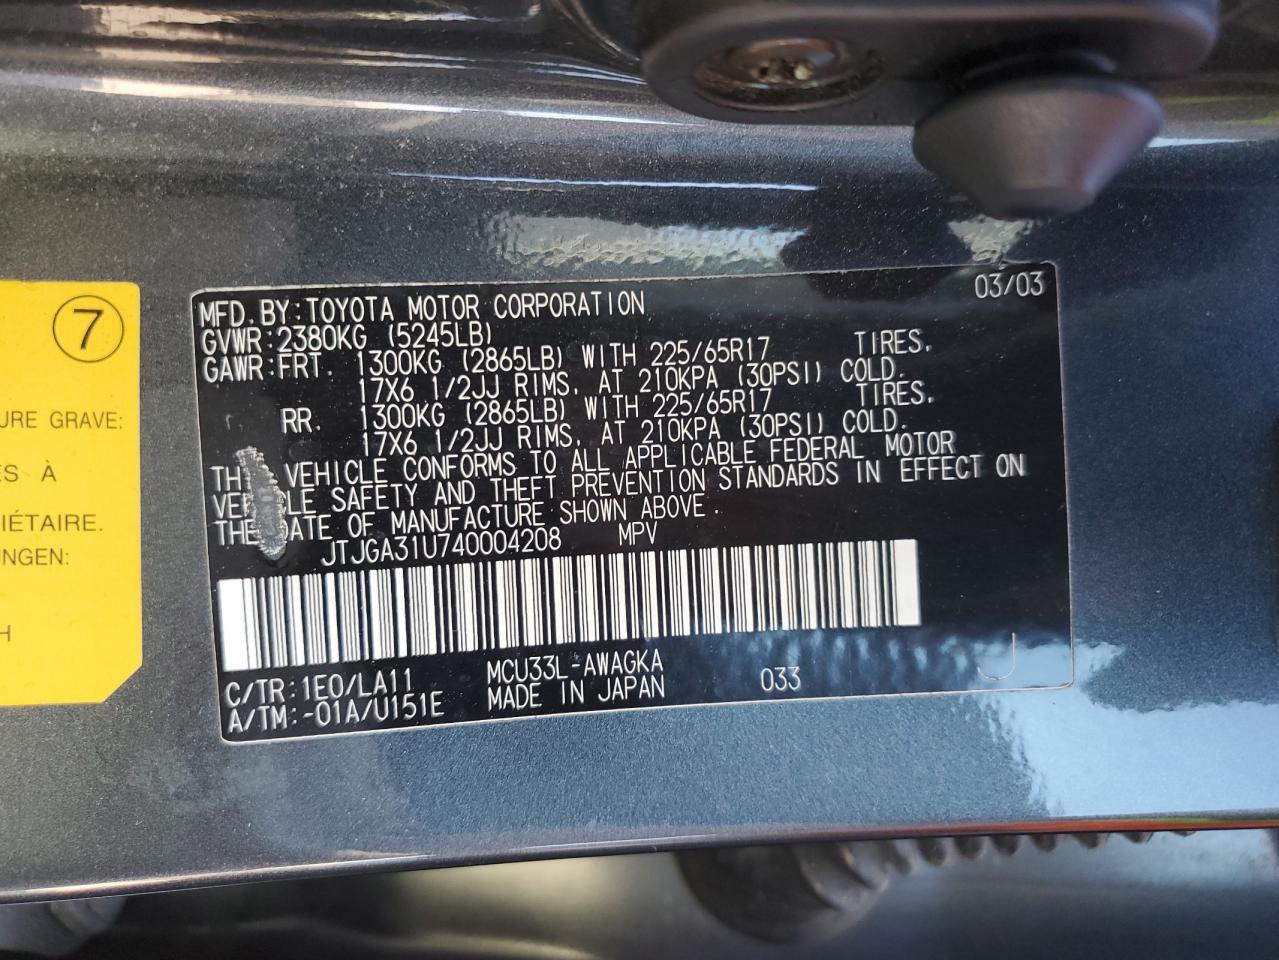 7
URE GRAVE:
ES À
IÉTAIRE.
UNGEN:
H
03/03
MFD. BY: TOYOTA MOTOR CORPORATION
GVWR: 2380KG (5245LB)
GAWR: FRT. 1300KG (2865LB) WITH 225/65R17 TIRES,
17X6 1/2JJ RIMS, AT 210KPA (30PSI) COLD.
RR. 1300KG (2865LB) WITH 225/65R17 TIRES,
17X6 1/2JJ RIMS, AT 210KPA (30PSI) COLD.
VEHICLE CONFORMS TO ALL APPLICABLE FEDERAL MOTOR
SAFETY AND THEFT PREVENTION STANDARDS IN EFFECT ON
THE DATE OF MANUFACTURE SHOWN ABOVE.
JTJGA31U740004208 MPV
C/TR: 1E0/LA11 MCU33L-AWAGKA 033 J
A/TM: -01A/U151E MADE IN JAPAN